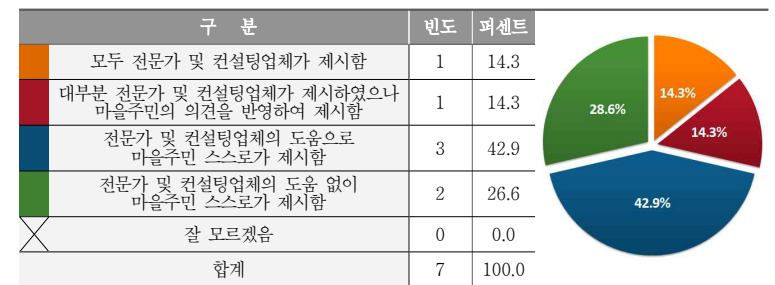 구 분 빈도 퍼센트
모두 전문가 및 컨설팅업체가 제시함 1 14.3
대부분 전문가 및 컨설팅업체가 제시하였으나
마을주민의 의견을 반영하여 제시함 1 14.3
전문가 및 컨설팅업체의 도움으로
마을주민 스스로가 제시함 3 42.9
전문가 및 컨설팅업체의 도움 없이
마을주민 스스로가 제시함 2 26.6
잘 모르겠음 0 0.0
합계 7 100.0
14.3%
28.6%
14.3%
42.9%